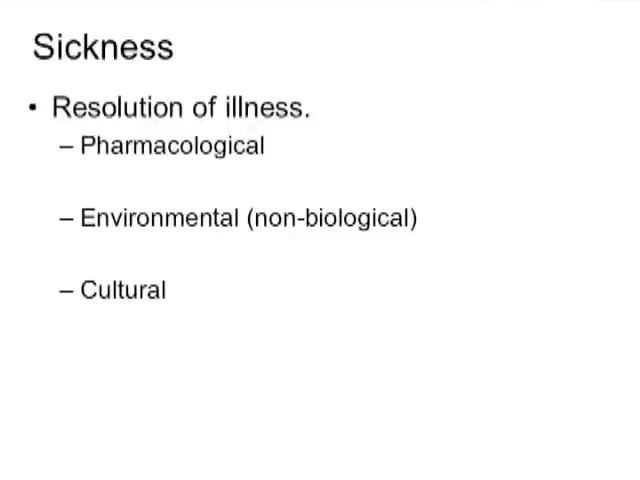 Sickness
• Resolution of illness.
– Pharmacological
– Environmental (non-biological)
– Cultural